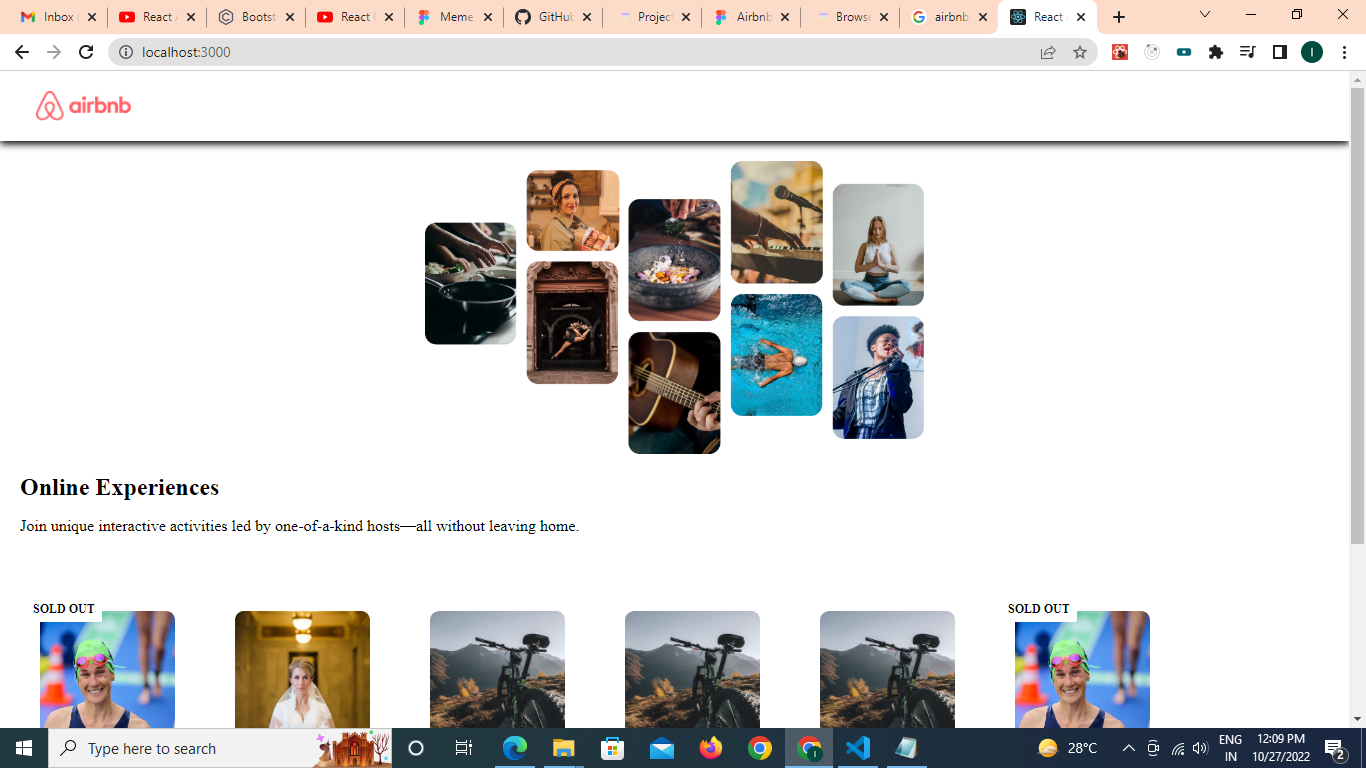 Inbox
React
Bootst
React
Meme
GitHub
Project
Airbnb
Brows
airbnb
React
localhost:3000
I
airbnb
Online Experiences
Join unique interactive activities led by one-of-a-kind hosts—all without leaving home.
SOLD OUT
SOLD OUT
Type here to search
I
28°C
ENG
IN
12:09 PM
10/27/2022
2